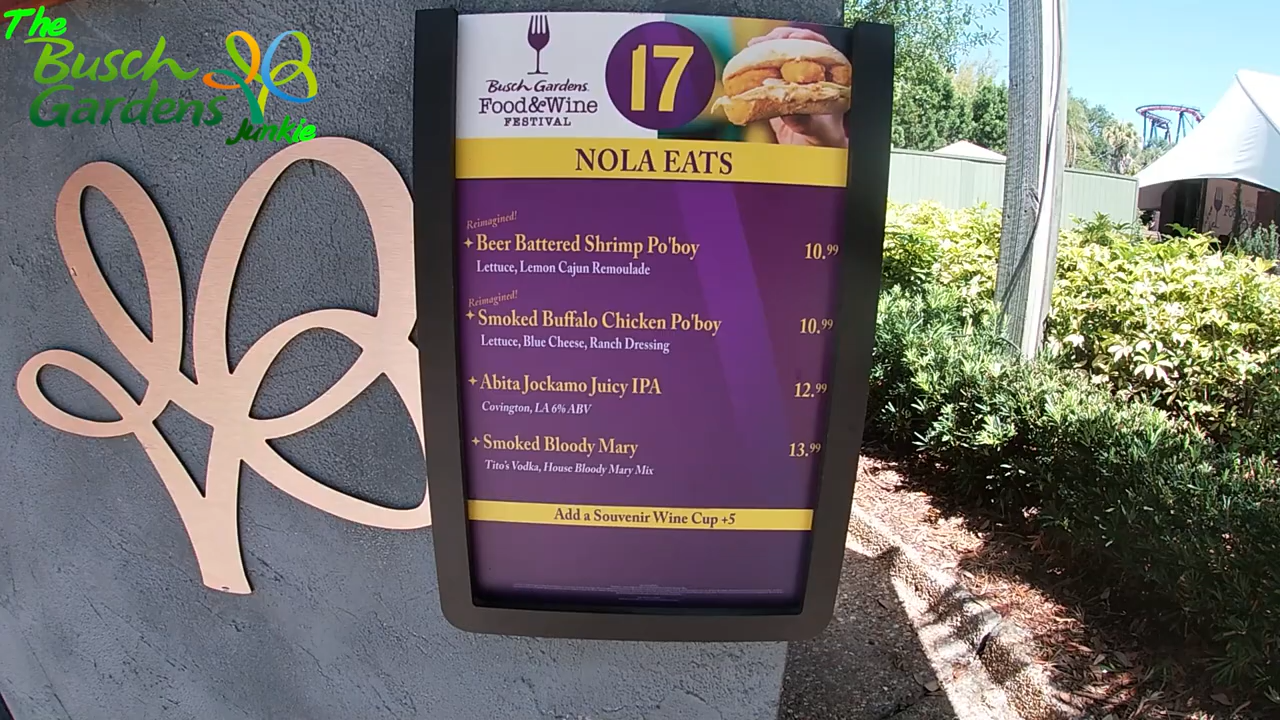 The
Busch
Gardens
Junkie
Busch Gardens
Food&Wine
FESTIVAL
17
NOLA EATS
Reimagined!
Beer Battered Shrimp Po'boy 10.99
Lettuce, Lemon Cajun Remoulade
Reimagined!
Smoked Buffalo Chicken Po'boy 10.99
Lettuce, Blue Cheese, Ranch Dressing
Abita Jockamo Juicy IPA 12.99
Covington, LA 6% ABV
Smoked Bloody Mary 13.99
Tito's Vodka, House Bloody Mary Mix
Add a Souvenir Wine Cup +5